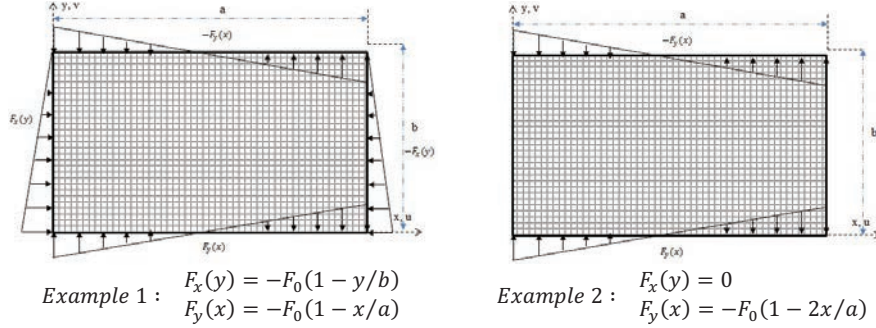 y, v
a
−F_y(x)
F_x(y)
b
−F_x(y)
x, u
F_y(x)
Example 1 : F_x(y) = −F_0(1 − y/b)
F_y(x) = −F_0(1 − x/a)
y, v
a
−F_y(x)
b
x, u
F_y(x)
Example 2 : F_x(y) = 0
F_y(x) = −F_0(1 − 2x/a)